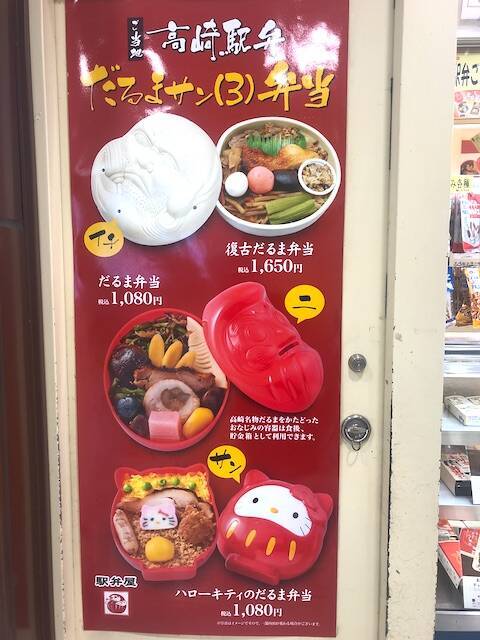 ご当地
高崎駅弁
だるまサン(3)弁当
イチ
復古だるま弁当
税込1,650円
だるま弁当
税込1,080円
ニ
高崎名物だるまをかたどった
おなじみの容器は食後、
貯金箱として利用できます。
サン
駅弁屋
ハローキティのだるま弁当
税込1,080円